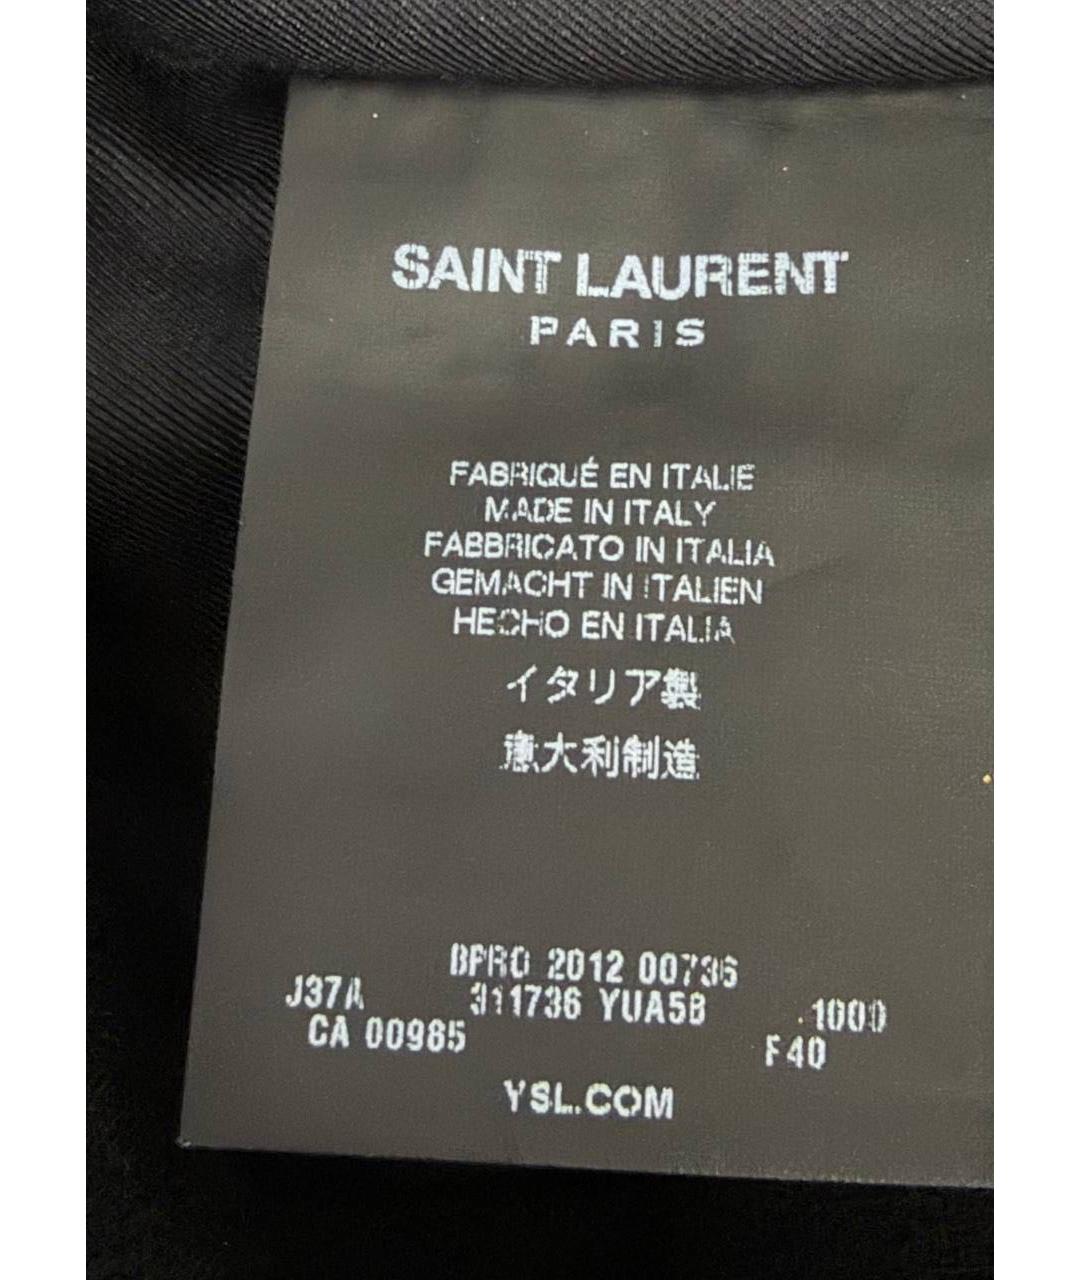 SAINT LAURENT
PARIS
FABRIQUÉ EN ITALIE
MADE IN ITALY
FABBRICATO IN ITALIA
GEMACHT IN ITALIEN
HECHO EN ITALIA
イタリア製
意大利制造
BPRO 2012 00736
J37A 311736 YUA5B 1000
CA 00985 F40
YSL.COM